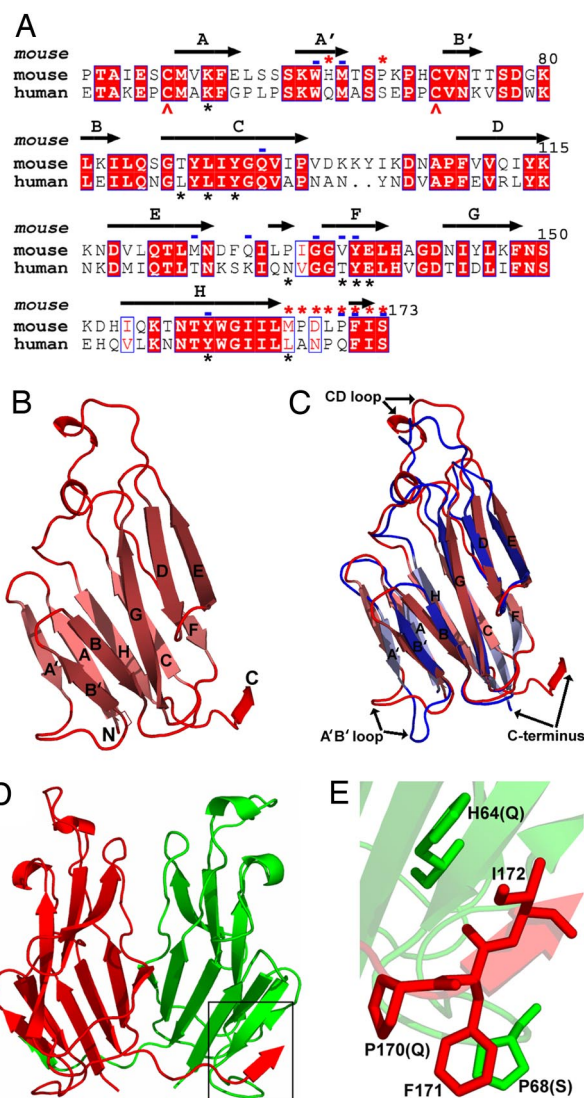 A
A A' B'
mouse
* *
80
mouse PTAIESCMVKFELSSSKWHMTSPKPHCVNTTSDGK
human ETAKEPCMAKFGPLPSKWQMASSEPPCVNKVSDWK
^ * ^
B C D
mouse
115
mouse LKILQSGTYLIYGQVIPVDKKYIKDNAPFVVQIYK
human LEILQNGLYLIYGQVAPNAN..YNDVAPFEVRLYK
* * *
E F G
mouse
150
mouse KNDVLQTLMNDFQILPIGGVYELHAGDNIYLKFNS
human NKDMIQTLTNKSKIQNVGGTYELHVGDTIDLIFNS
* ***
H
mouse
********
173
mouse KDHIQKTNTYWGIILMPDLPFIS
human EHQVLKNNTYWGIILLANPQFIS
* *
B
D
E
G
A
B
H
C
F
A'
B'
N
C
C
CD loop
D
E
G
H
A
B
C
F
A'
B'
A'B' loop
C-terminus
D
E
H64(Q)
I172
P170(Q)
F171
P68(S)